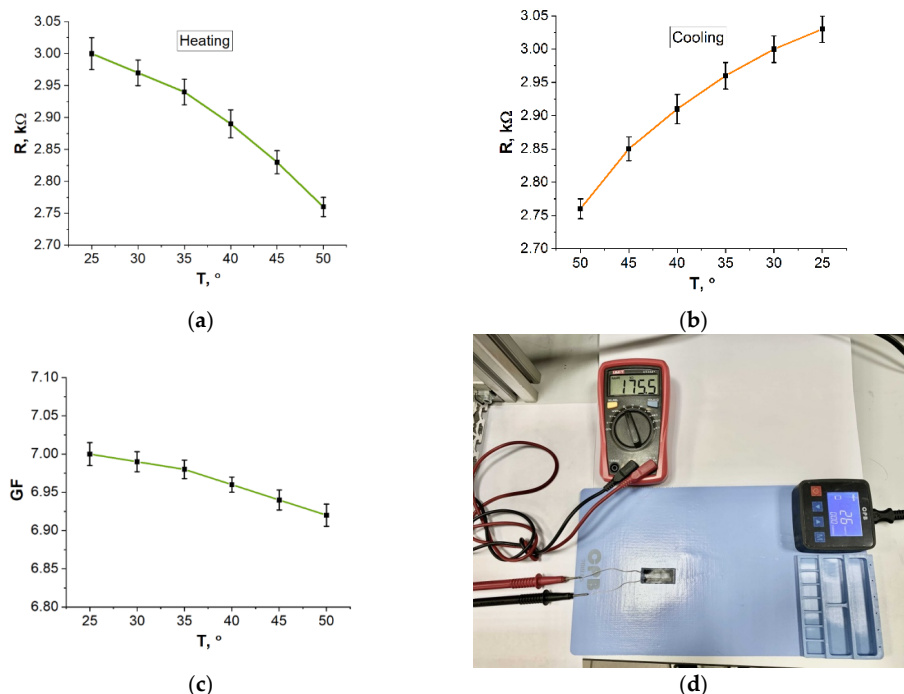 3.05
3.00
2.95
2.90
2.85
2.80
2.75
2.70
R, kΩ
Heating
25 30 35 40 45 50
T, °
(a)
3.05
3.00
2.95
2.90
2.85
2.80
2.75
2.70
R, kΩ
Cooling
50 45 40 35 30 25
T, °
(b)
7.10
7.05
7.00
6.95
6.90
6.85
6.80
GF
25 30 35 40 45 50
T, °
(c)
175.5
26
(d)